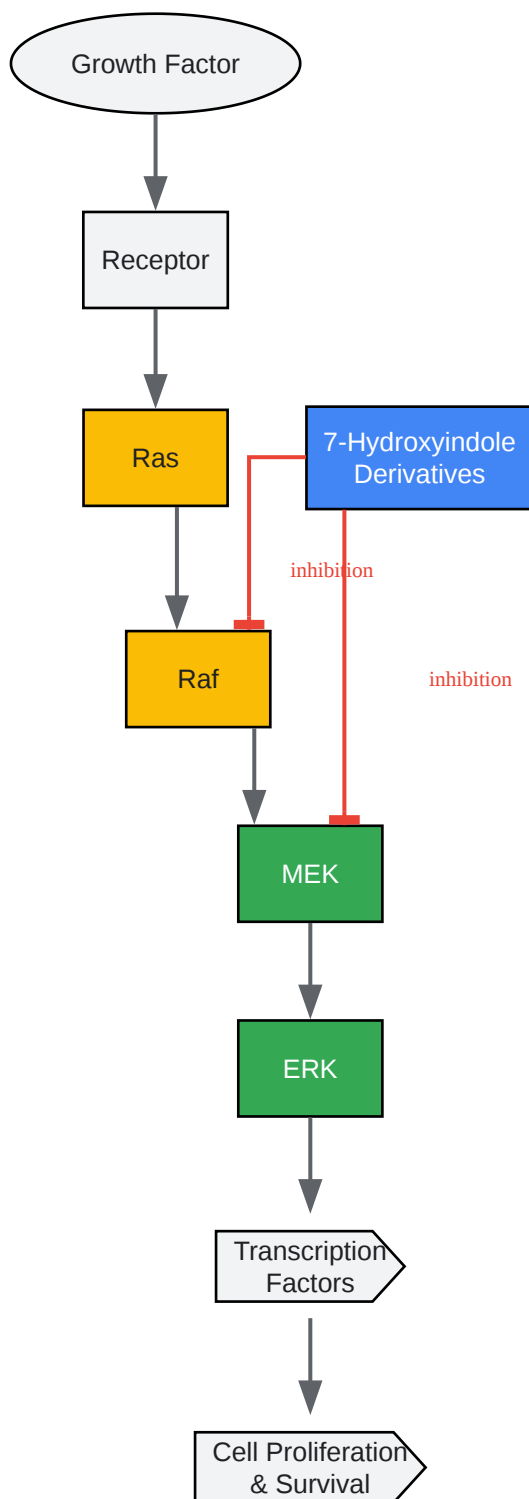 Growth Factor
Receptor
Ras
7-Hydroxyindole
Derivatives
inhibition
Raf
inhibition
MEK
ERK
Transcription
Factors
Cell Proliferation
& Survival